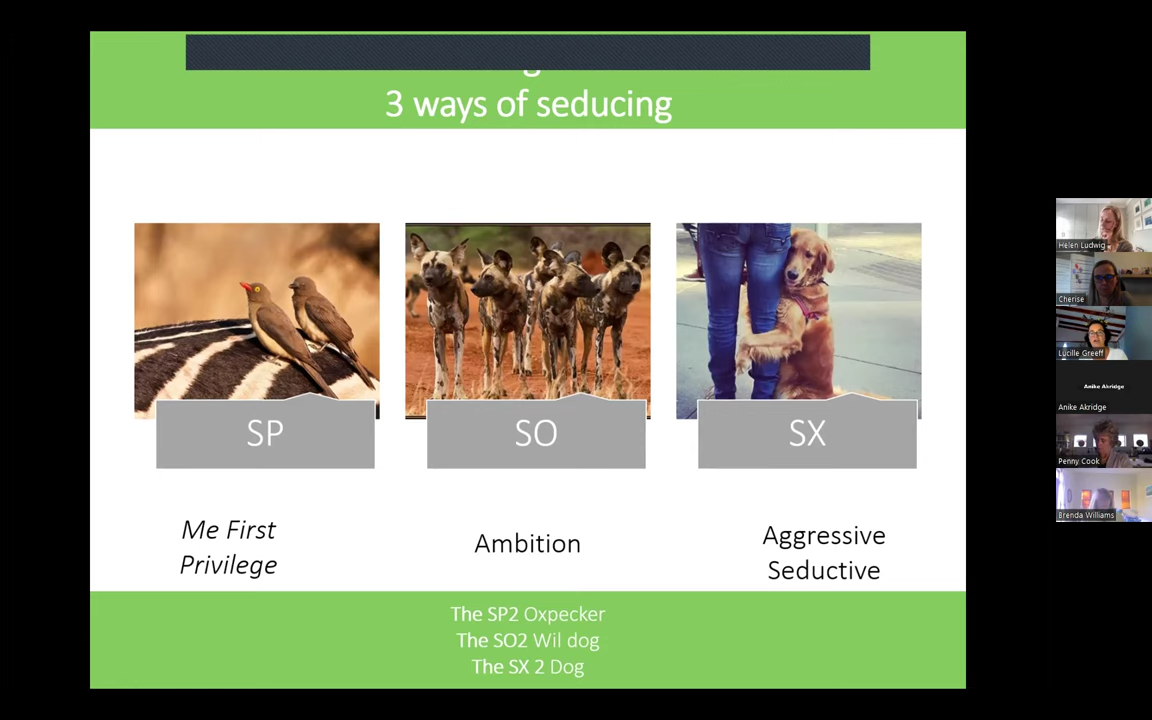 3 ways of seducing
SP
SO
SX
Me First
Privilege
Ambition
Aggressive
Seductive
The SP2 Oxpecker
The SO2 Wil dog
The SX 2 Dog
Helen Ludwig
Cherise
Lucille Greeff
Anike Akridge
Anike Akridge
Penny Cook
Brenda Williams